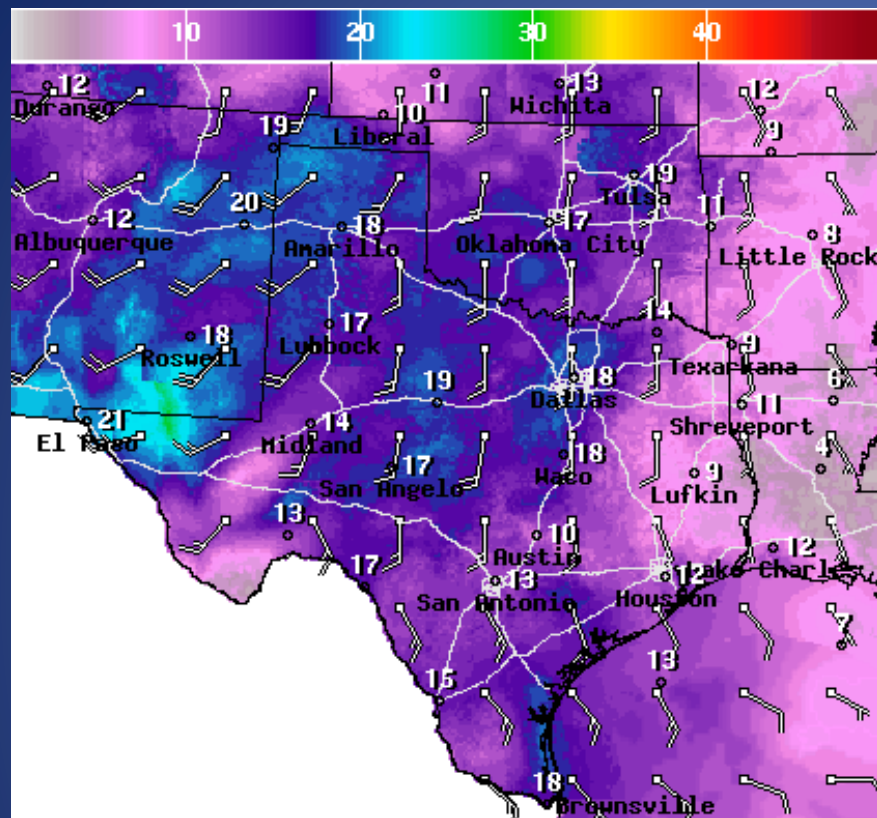 10 20 30 40
12 13 12
Durango 11 Wichita
10
19 Liberal 9
19
Tulsa
12 20 18 17 11 8
Albuquerque Amarillo Oklahoma City Little Rock
18 17 14
Roswell Lubbock 9
Texarkana
19 18 6
Dallas 11
21 14 Shreveport
El Paso Midland
17 18 9 4
San Angelo Waco Lufkin
13 10 12
Austin Lake Charles
17 13 12
San Antonio Houston
7
13
15
18
Brownsville